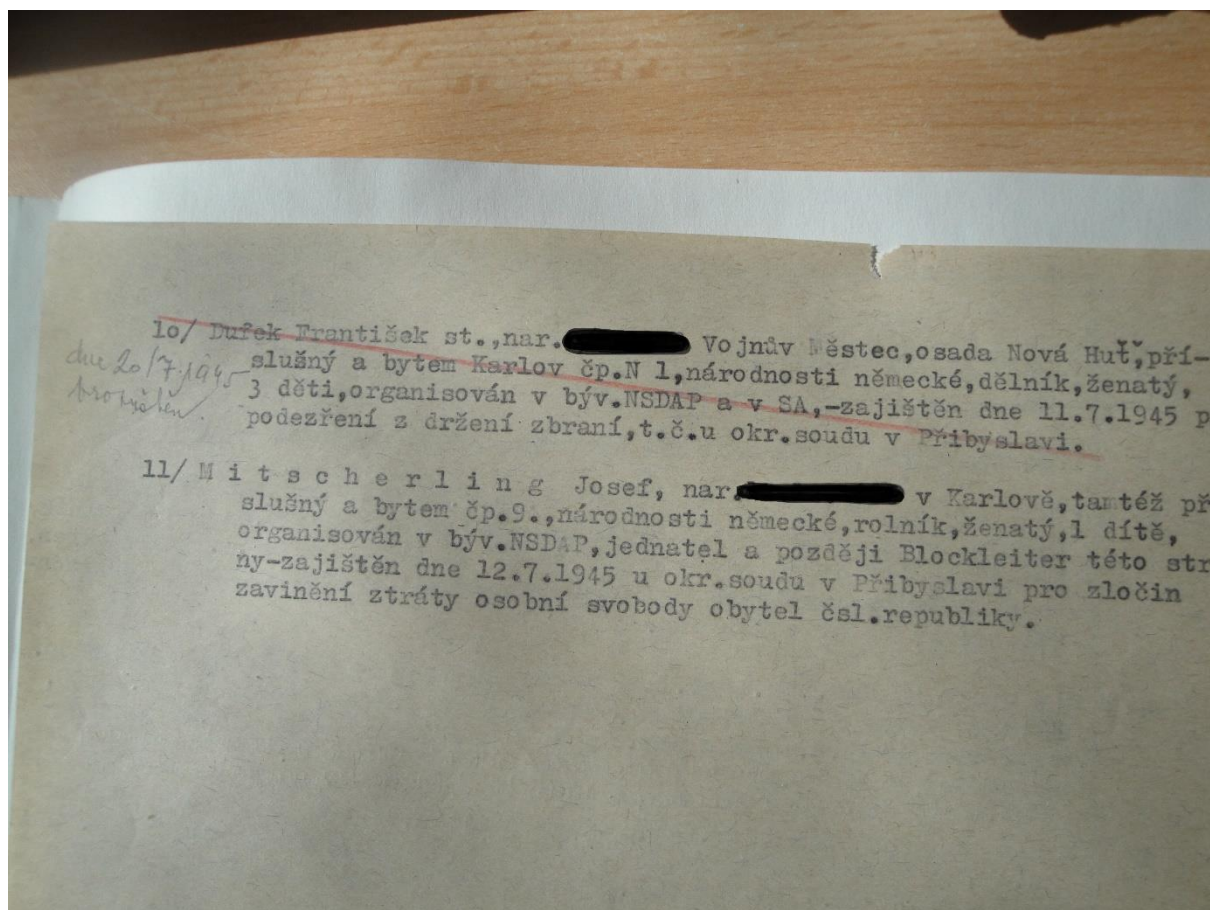 1o/ Duřek František st.,nar. Vojnův Městec,osada Nová Huť,pří-
slušný a bytem Karlov čp.N 1,národnosti německé,dělník,ženatý,
3 děti,organisován v býv.NSDAP a v SA,-zajištěn dne 11.7.1945 p
podezření z držení zbraní,t.č.u okr.soudu v Přibyslavi.
dne 20/7.1945
propuštěn.
11/ M i t s c h e r l i n g Josef, nar. v Karlově,tamtéž př
slušný a bytem čp.9.,národnosti německé,rolník,ženatý,1 dítě,
organisován v býv.NSDAP,jednatel a později Blockleiter této str
ny-zajištěn dne 12.7.1945 u okr.soudu v Přibyslavi pro zločin
zavinění ztráty osobní svobody obytel čsl.republiky.